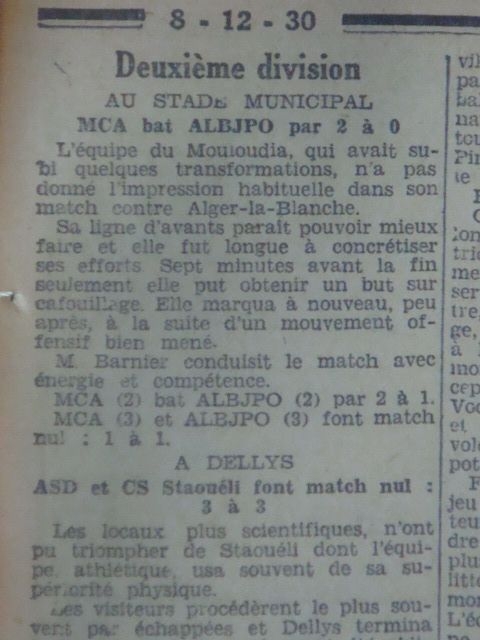 8 - 12 - 30
Deuxième division
AU STADE MUNICIPAL
MCA bat ALBJPO par 2 à 0
L'équipe du Mouloudia, qui avait su-
bi quelques transformations, n'a pas
donné l'impression habituelle dans son
match contre Alger-la-Blanche.
Sa ligne d'avants parait pouvoir mieux
faire et elle fut longue à concrétiser
ses efforts Sept minutes avant la fin
seulement elle put obtenir un but sur
cafouillage. Elle marqua à nouveau, peu
après, à la suite d'un mouvement of-
fensif bien mené.
M. Barnier conduisit le match avec
énergie et compétence.
MCA (2) bat ALBJPO (2) par 2 à 1.
MCA (3) et ALBJPO (3) font match
nul : 1 à 1.
A DELLYS
ASD et CS Staouéli font match nul :
3 à 3
Les locaux plus scientifiques, n'ont
pu triompher de Staouéli dont l'équi-
pe, athlétique, usa souvent de sa su-
périorité physique.
Les visiteurs procédèrent le plus sou-
vent par échappées et Dellys termina